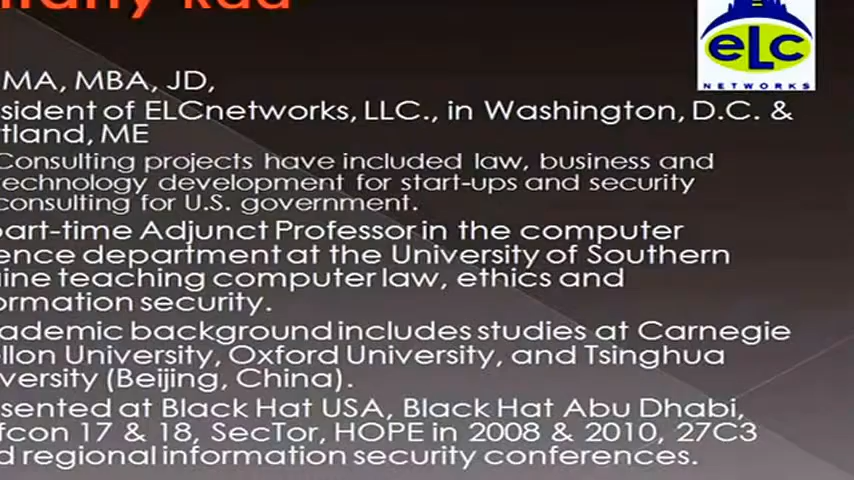 Rad
eLC
NETWORKS
MA, MBA, JD,
sident of ELCnetworks, LLC., in Washington, D.C. &
tland, ME
Consulting projects have included law, business and
echnology development for start-ups and security
consulting for U.S. government.
part-time Adjunct Professor in the computer
ence department at the University of Southern
ine teaching computer law, ethics and
ormation security.
ademic background includes studies at Carnegie
llon University, Oxford University, and Tsinghua
versity (Beijing, China).
sented at Black Hat USA, Black Hat Abu Dhabi,
fcon 17 & 18, SecTor, HOPE in 2008 & 2010, 27C3
d regional information security conferences.